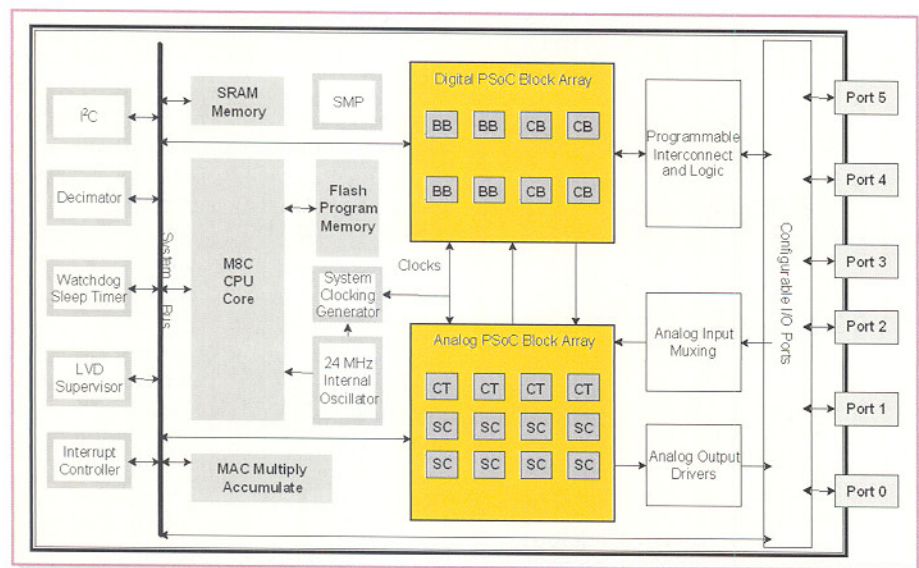 I²C
Decimator
Watchdog
Sleep Timer
LVD
Supervisor
Interrupt
Controller
System Bus
SRAM
Memory
SMP
M8C
CPU
Core
Flash
Program
Memory
System
Clocking
Generator
24 MHz
Internal
Oscillator
MAC Multiply
Accumulate
Clocks
Digital PSoC Block Array
BB BB CB CB
BB BB CB CB
Analog PSoC Block Array
CT CT CT CT
SC SC SC SC
SC SC SC SC
Programmable
Interconnect
and Logic
Analog Input
Muxing
Analog Output
Drivers
Configurable I/O Ports
Port 5
Port 4
Port 3
Port 2
Port 1
Port 0